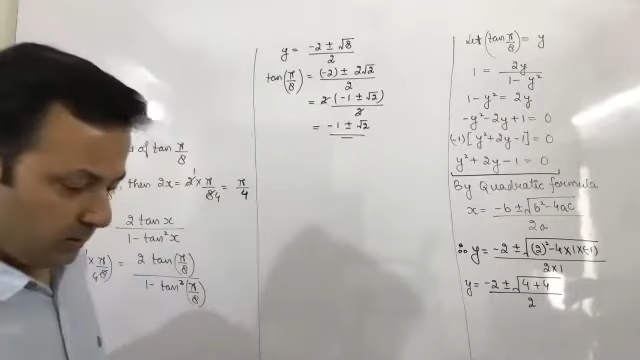 of tan π/8
, then 2x = 2 × π/8 = π/4
2 tan x / 1 - tan² x
× π/8) = 2 tan(π/8) / 1 - tan²(π/8)
y = -2 ± √8 / 2
tan(π/8) = (-2) ± 2√2 / 2
= 2(-1 ± √2) / 2
= -1 ± √2
Let (tan π/8) = y
1 = 2y / 1 - y²
1 - y² = 2y
-y² - 2y + 1 = 0
(-1)[y² + 2y - 1] = 0
y² + 2y - 1 = 0
By Quadratic formula
x = -b ± √b² - 4ac / 2a
∴ y = -2 ± √(2)² - 4×1×(-1) / 2×1
y = -2 ± √4 + 4 / 2